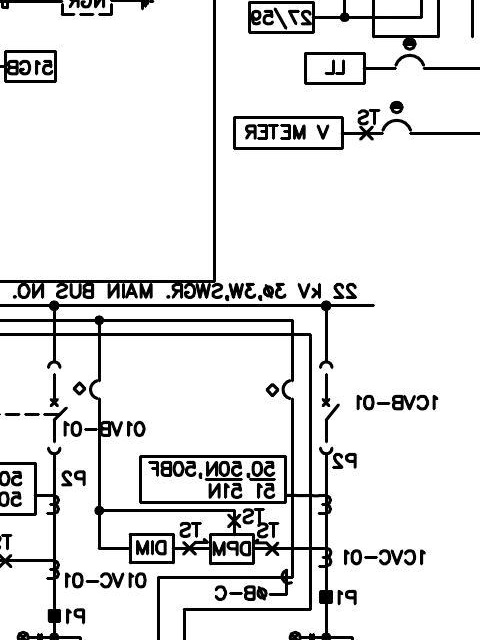 NGR
27/59
51GB
LL
TS
V METER
22 kV 3ø,3W,SWGR. MAIN BUS NO.
1CVB-01
01VB-01
P2
P2
50,50N,50BF
51 51N
50
50
TS
TS
TS
TS
DPM
DIM
1CVC-01
01VC-01
øB-C
P1
P1